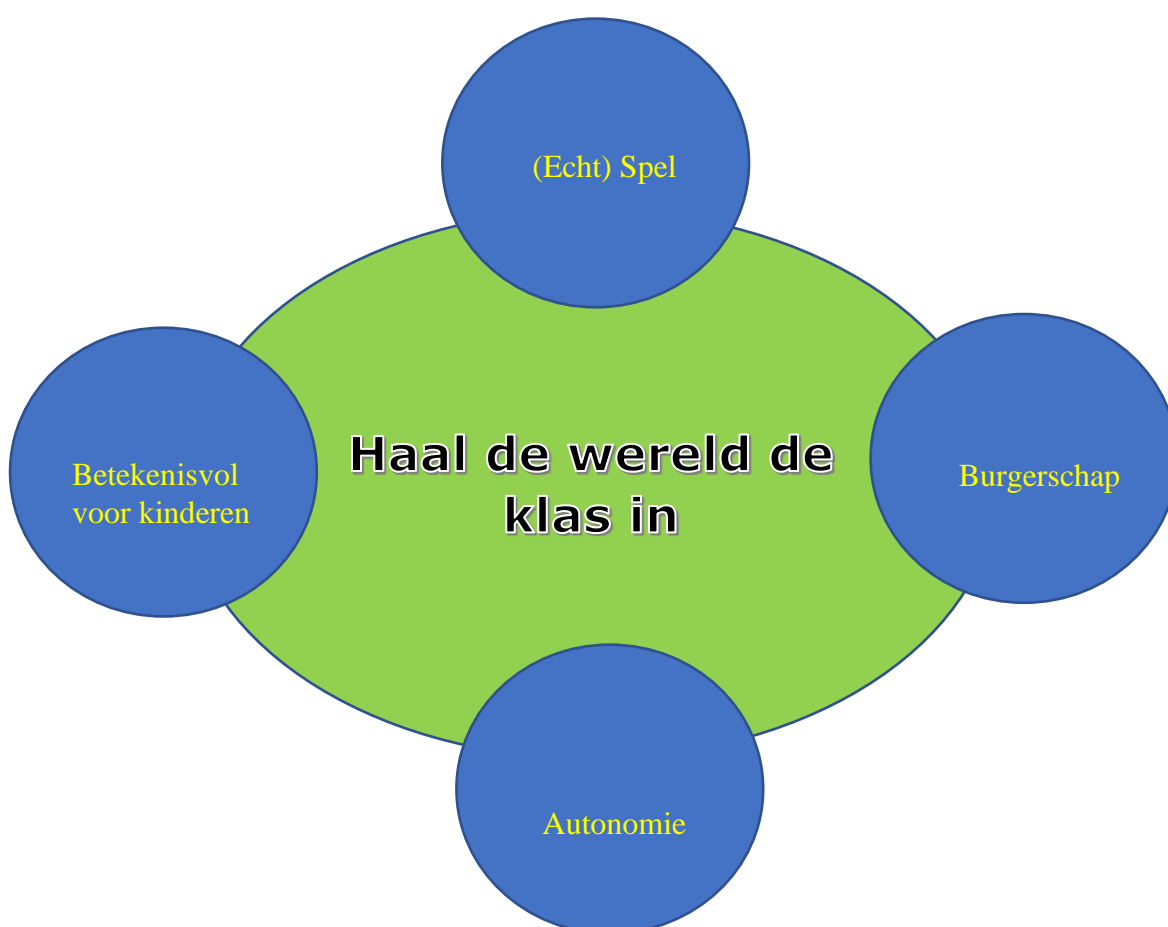 (Echt) Spel
Haal de wereld de
klas in
Betekenisvol
voor kinderen
Burgerschap
Autonomie